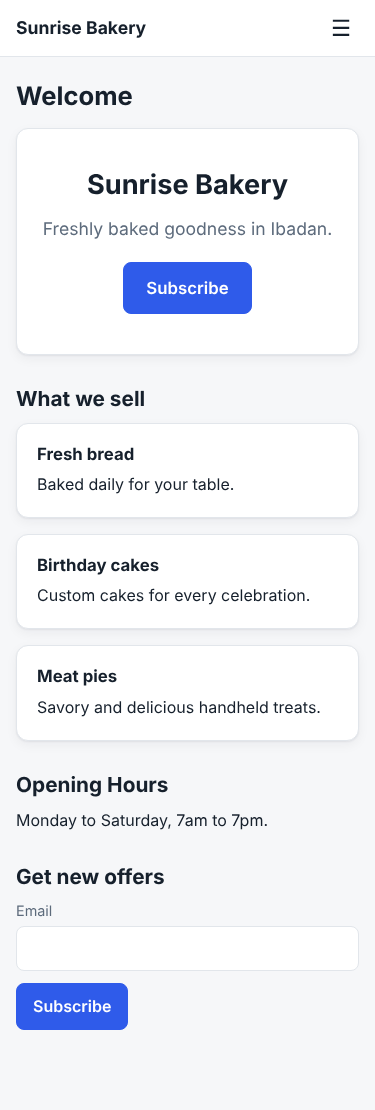 Sunrise Bakery
Welcome
Sunrise Bakery
Freshly baked goodness in Ibadan.
Subscribe
What we sell
Fresh bread
Baked daily for your table.
Birthday cakes
Custom cakes for every celebration.
Meat pies
Savory and delicious handheld treats.
Opening Hours
Monday to Saturday, 7am to 7pm.
Get new offers
Email
Subscribe